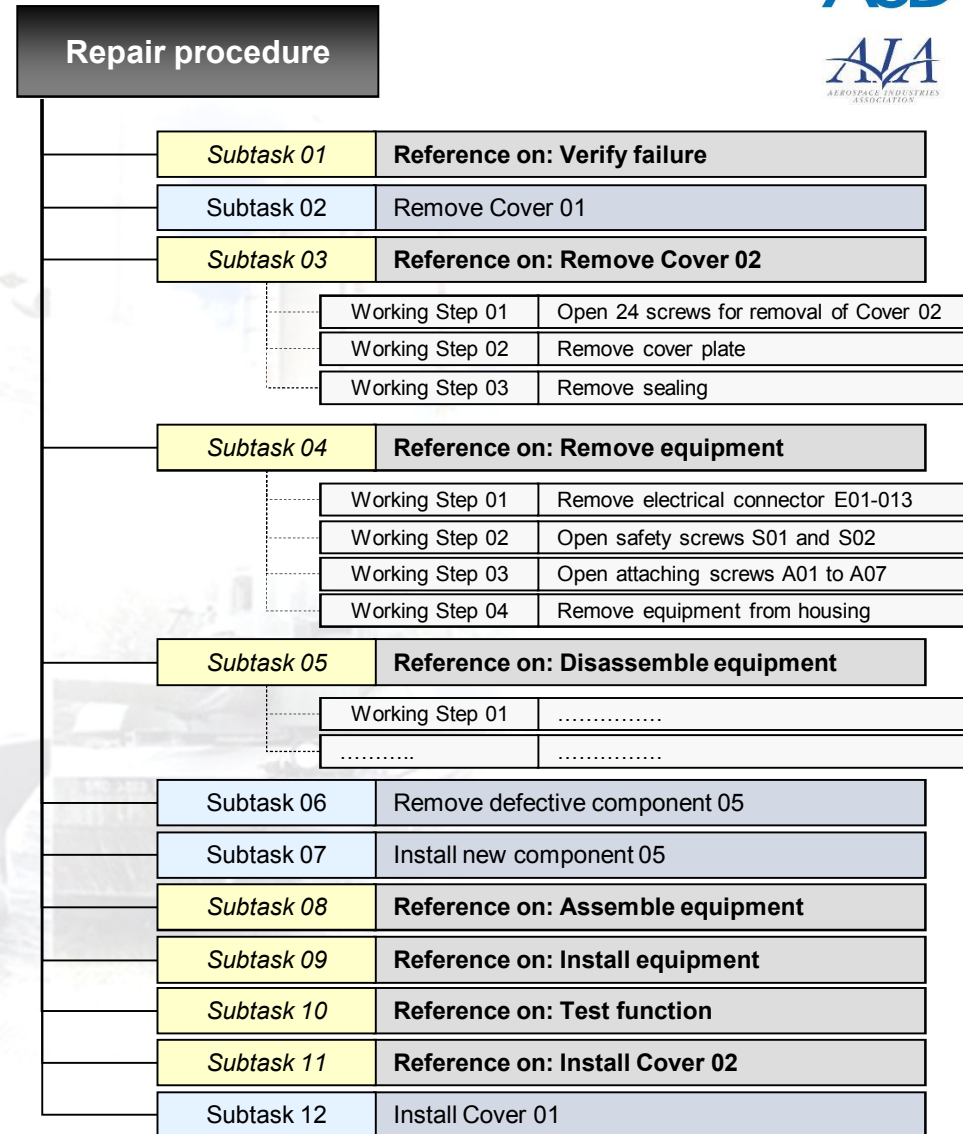 ASD
Repair procedure
AIA
AEROSPACE INDUSTRIES
ASSOCIATION
Subtask 01 Reference on: Verify failure
Subtask 02 Remove Cover 01
Subtask 03 Reference on: Remove Cover 02
Working Step 01 Open 24 screws for removal of Cover 02
Working Step 02 Remove cover plate
Working Step 03 Remove sealing
Subtask 04 Reference on: Remove equipment
Working Step 01 Remove electrical connector E01-013
Working Step 02 Open safety screws S01 and S02
Working Step 03 Open attaching screws A01 to A07
Working Step 04 Remove equipment from housing
Subtask 05 Reference on: Disassemble equipment
Working Step 01 ...............
........... ...............
Subtask 06 Remove defective component 05
Subtask 07 Install new component 05
Subtask 08 Reference on: Assemble equipment
Subtask 09 Reference on: Install equipment
Subtask 10 Reference on: Test function
Subtask 11 Reference on: Install Cover 02
Subtask 12 Install Cover 01